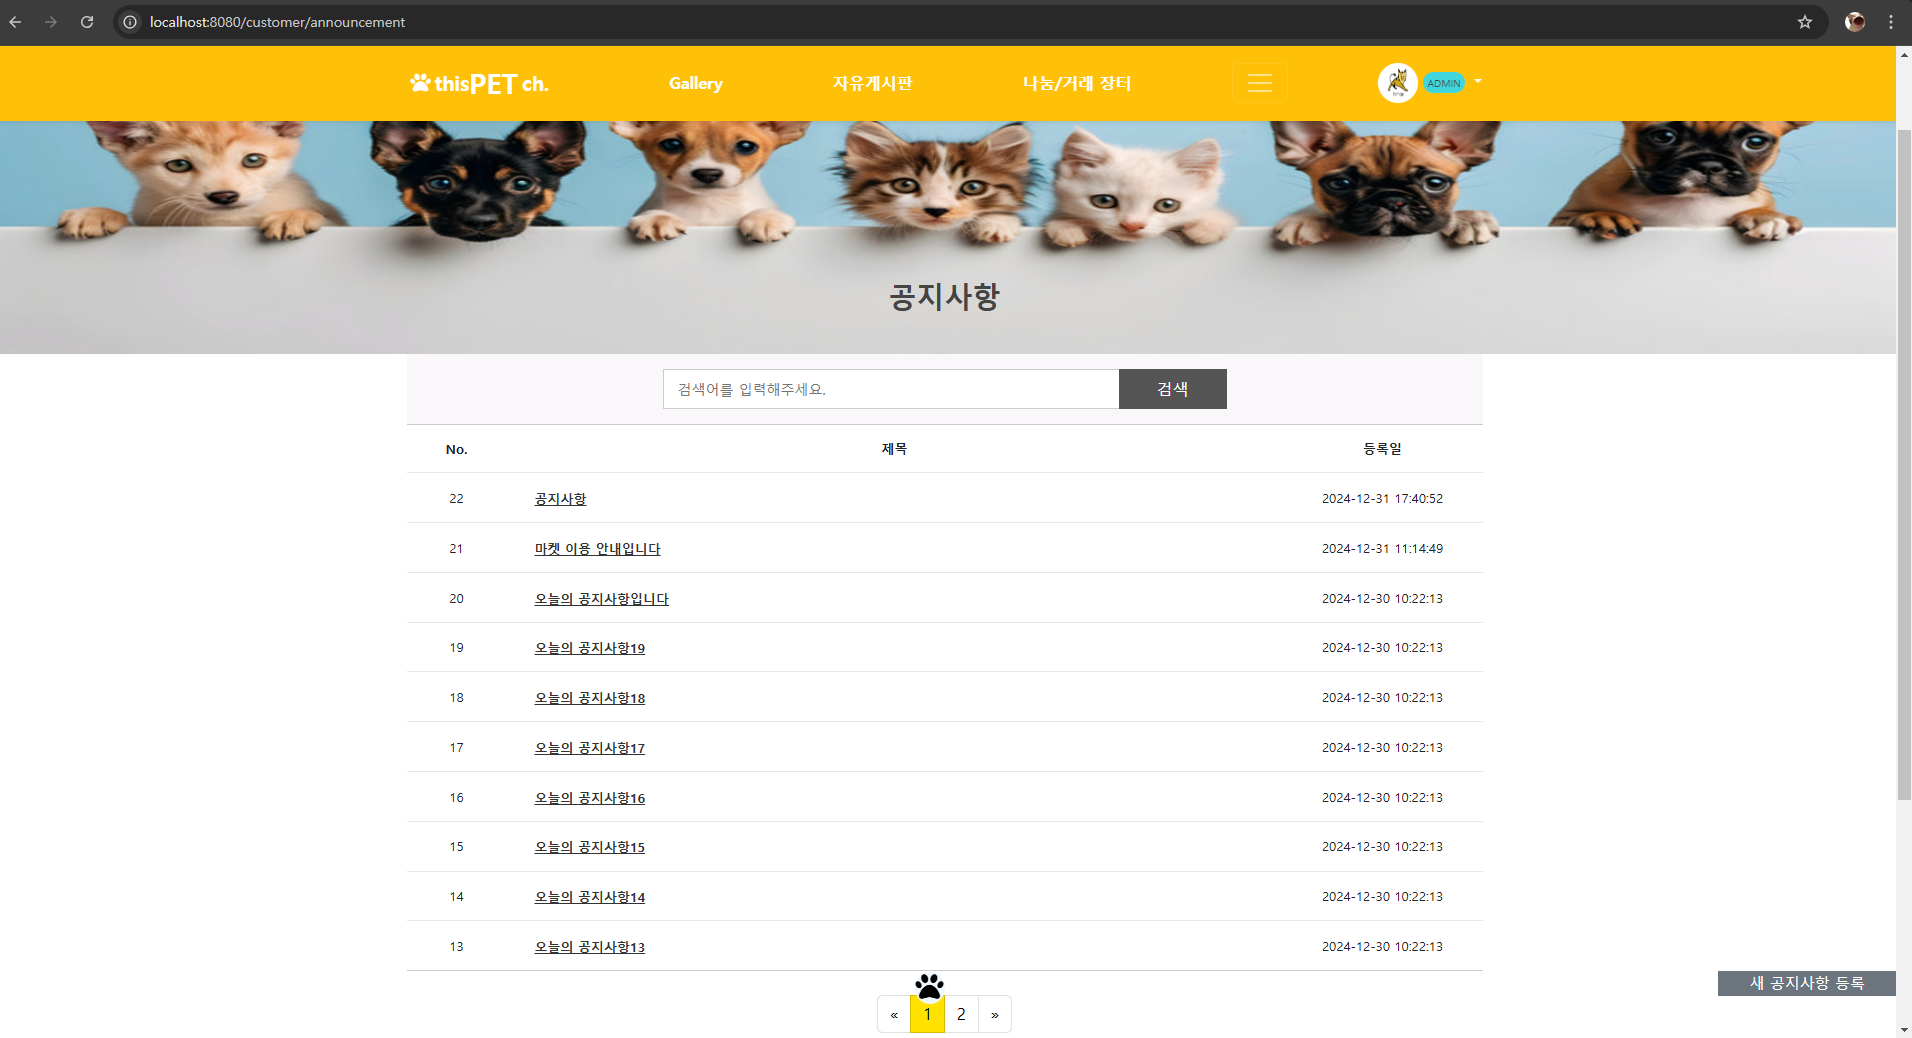 localhost:8080/customer/announcement
thisPET ch. Gallery 자유게시판 나눔/거래 장터 ADMIN
공지사항
검색어를 입력해주세요. 검색
No. 제목 등록일
22 공지사항 2024-12-31 17:40:52
21 마켓 이용 안내입니다 2024-12-31 11:14:49
20 오늘의 공지사항입니다 2024-12-30 10:22:13
19 오늘의 공지사항19 2024-12-30 10:22:13
18 오늘의 공지사항18 2024-12-30 10:22:13
17 오늘의 공지사항17 2024-12-30 10:22:13
16 오늘의 공지사항16 2024-12-30 10:22:13
15 오늘의 공지사항15 2024-12-30 10:22:13
14 오늘의 공지사항14 2024-12-30 10:22:13
13 오늘의 공지사항13 2024-12-30 10:22:13
새 공지사항 등록
« 1 2 »